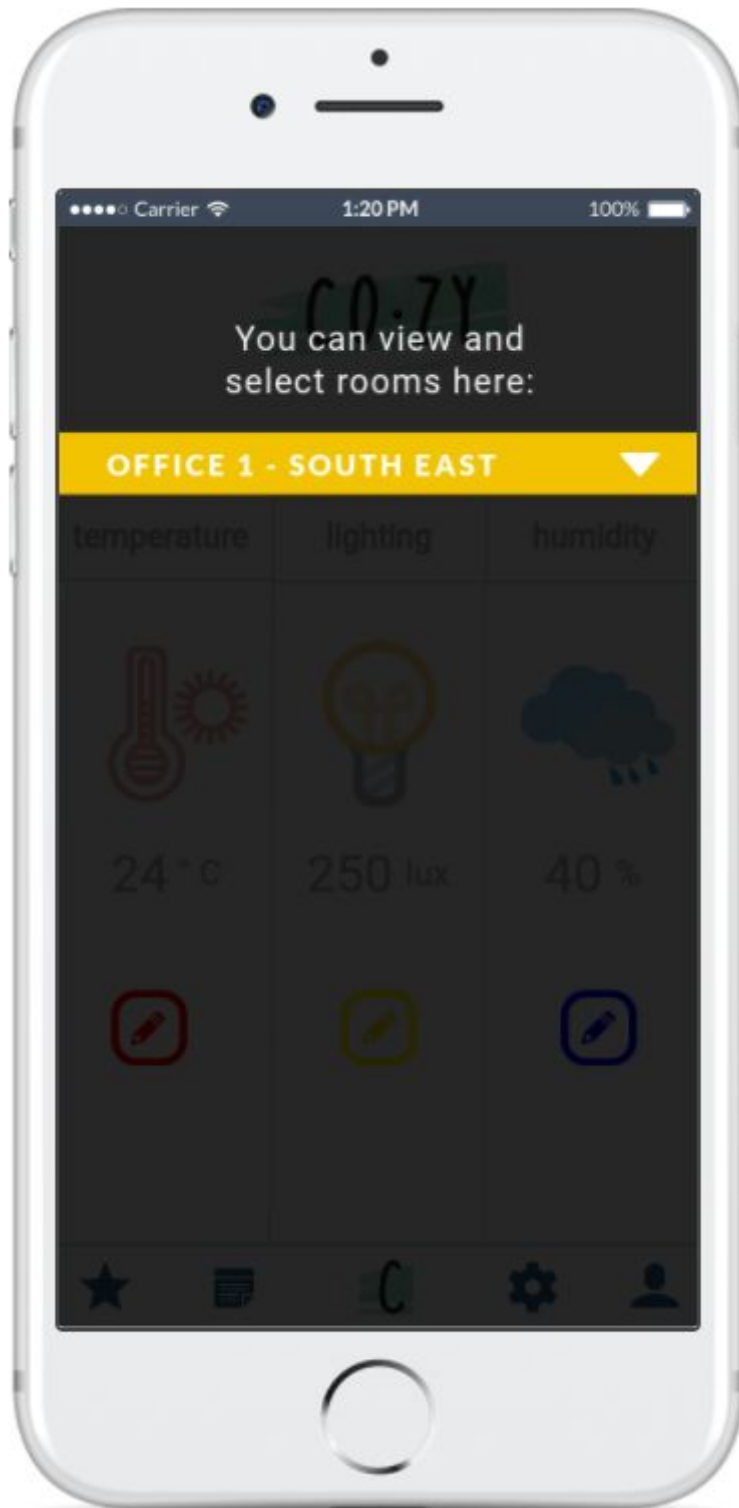 Carrier 1:20 PM 100%
CO·ZY
You can view and
select rooms here:
OFFICE 1 - SOUTH EAST
temperature lighting humidity
24 ° C 250 lux 40 %
C